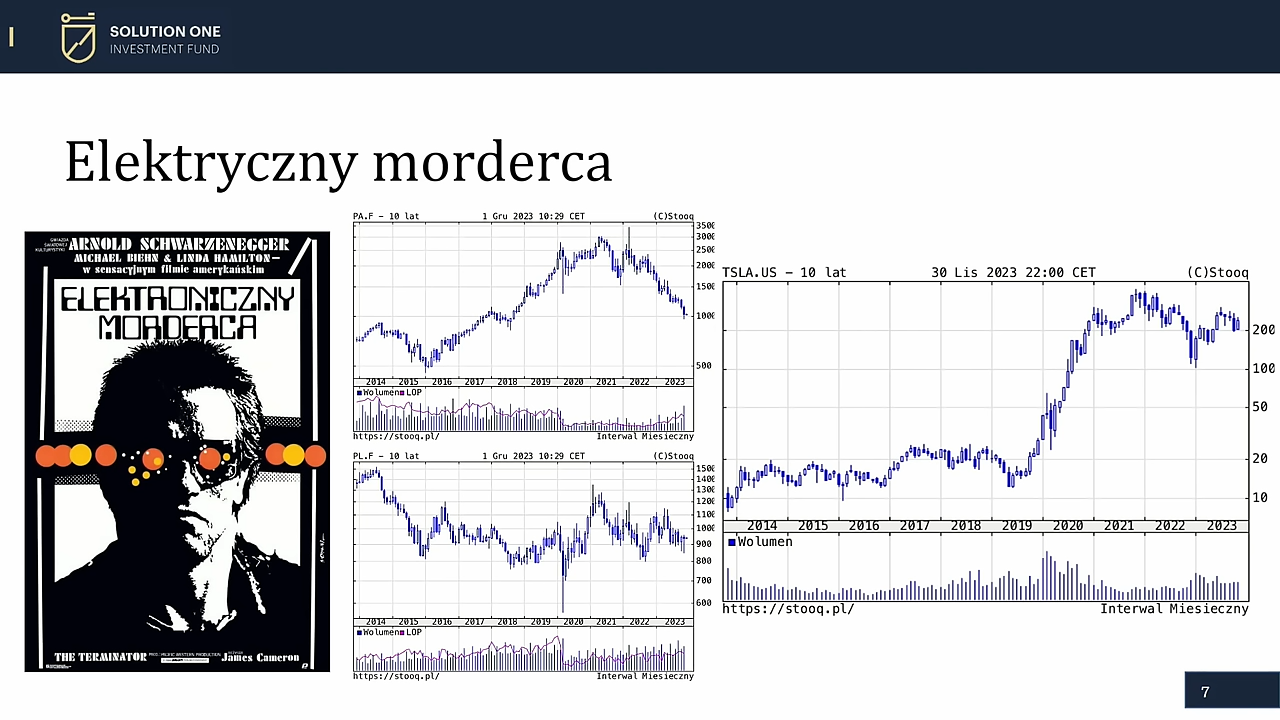 SOLUTION ONE
INVESTMENT FUND
Elektryczny morderca
GWIAZDA
ŚWIATOWEJ
KULTURYSTYKI
ARNOLD SCHWARZENEGGER
MICHAEL BIEHN & LINDA HAMILTON—
w sensacyjnym filmie amerykańskim
ELEKTRONICZNY
MORDERCA
THE TERMINATOR
James Cameron
PA.F - 10 lat 1 Gru 2023 10:29 CET (C)Stooq
3500
3000
2500
2000
1500
1000
500
2014 2015 2016 2017 2018 2019 2020 2021 2022 2023
Wolumen LOP
https://stooq.pl/ Interwal Miesieczny
PL.F - 10 lat 1 Gru 2023 10:29 CET (C)Stooq
1500
1400
1300
1200
1100
1000
900
800
700
600
2014 2015 2016 2017 2018 2019 2020 2021 2022 2023
Wolumen LOP
https://stooq.pl/ Interwal Miesieczny
TSLA.US - 10 lat 30 Lis 2023 22:00 CET (C)Stooq
200
100
50
20
10
2014 2015 2016 2017 2018 2019 2020 2021 2022 2023
Wolumen
https://stooq.pl/ Interwal Miesieczny
7